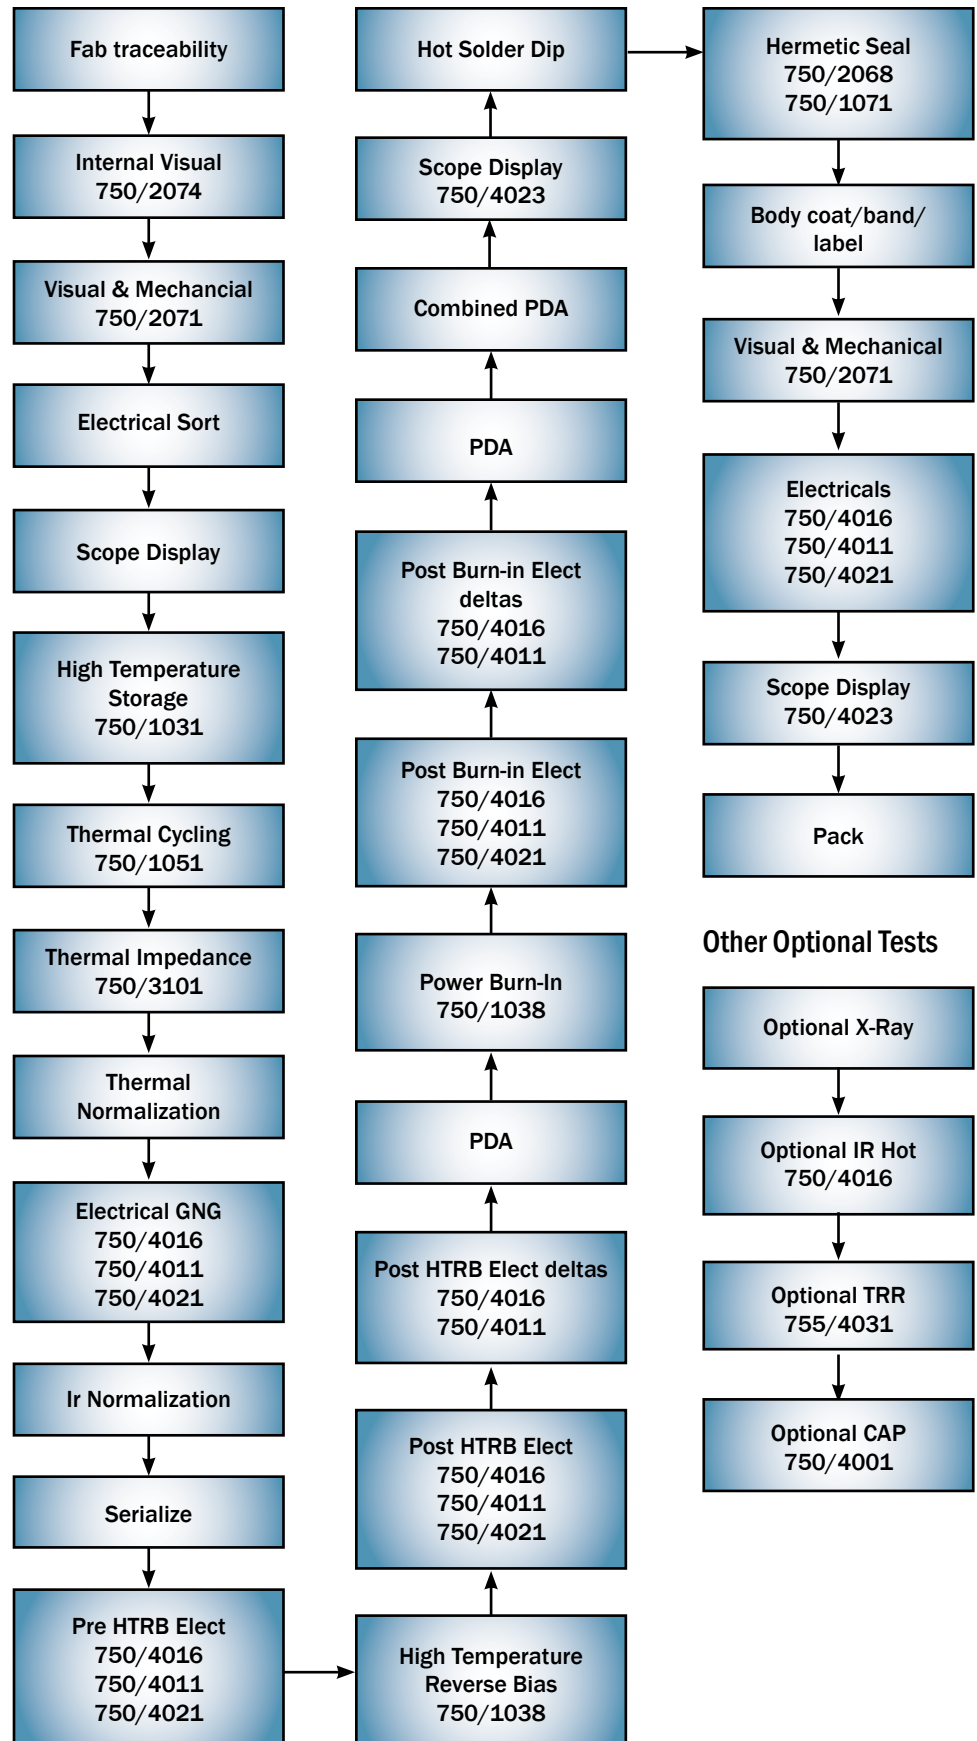 Fab traceability
Internal Visual
750/2074
Visual & Mechancial
750/2071
Electrical Sort
Scope Display
High Temperature
Storage
750/1031
Thermal Cycling
750/1051
Thermal Impedance
750/3101
Thermal
Normalization
Electrical GNG
750/4016
750/4011
750/4021
Ir Normalization
Serialize
Pre HTRB Elect
750/4016
750/4011
750/4021
High Temperature
Reverse Bias
750/1038
Post HTRB Elect
750/4016
750/4011
750/4021
Post HTRB Elect deltas
750/4016
750/4011
PDA
Power Burn-In
750/1038
Post Burn-in Elect
750/4016
750/4011
750/4021
Post Burn-in Elect
deltas
750/4016
750/4011
PDA
Combined PDA
Scope Display
750/4023
Hot Solder Dip
Hermetic Seal
750/2068
750/1071
Body coat/band/
label
Visual & Mechanical
750/2071
Electricals
750/4016
750/4011
750/4021
Scope Display
750/4023
Pack
Other Optional Tests
Optional X-Ray
Optional IR Hot
750/4016
Optional TRR
755/4031
Optional CAP
750/4001